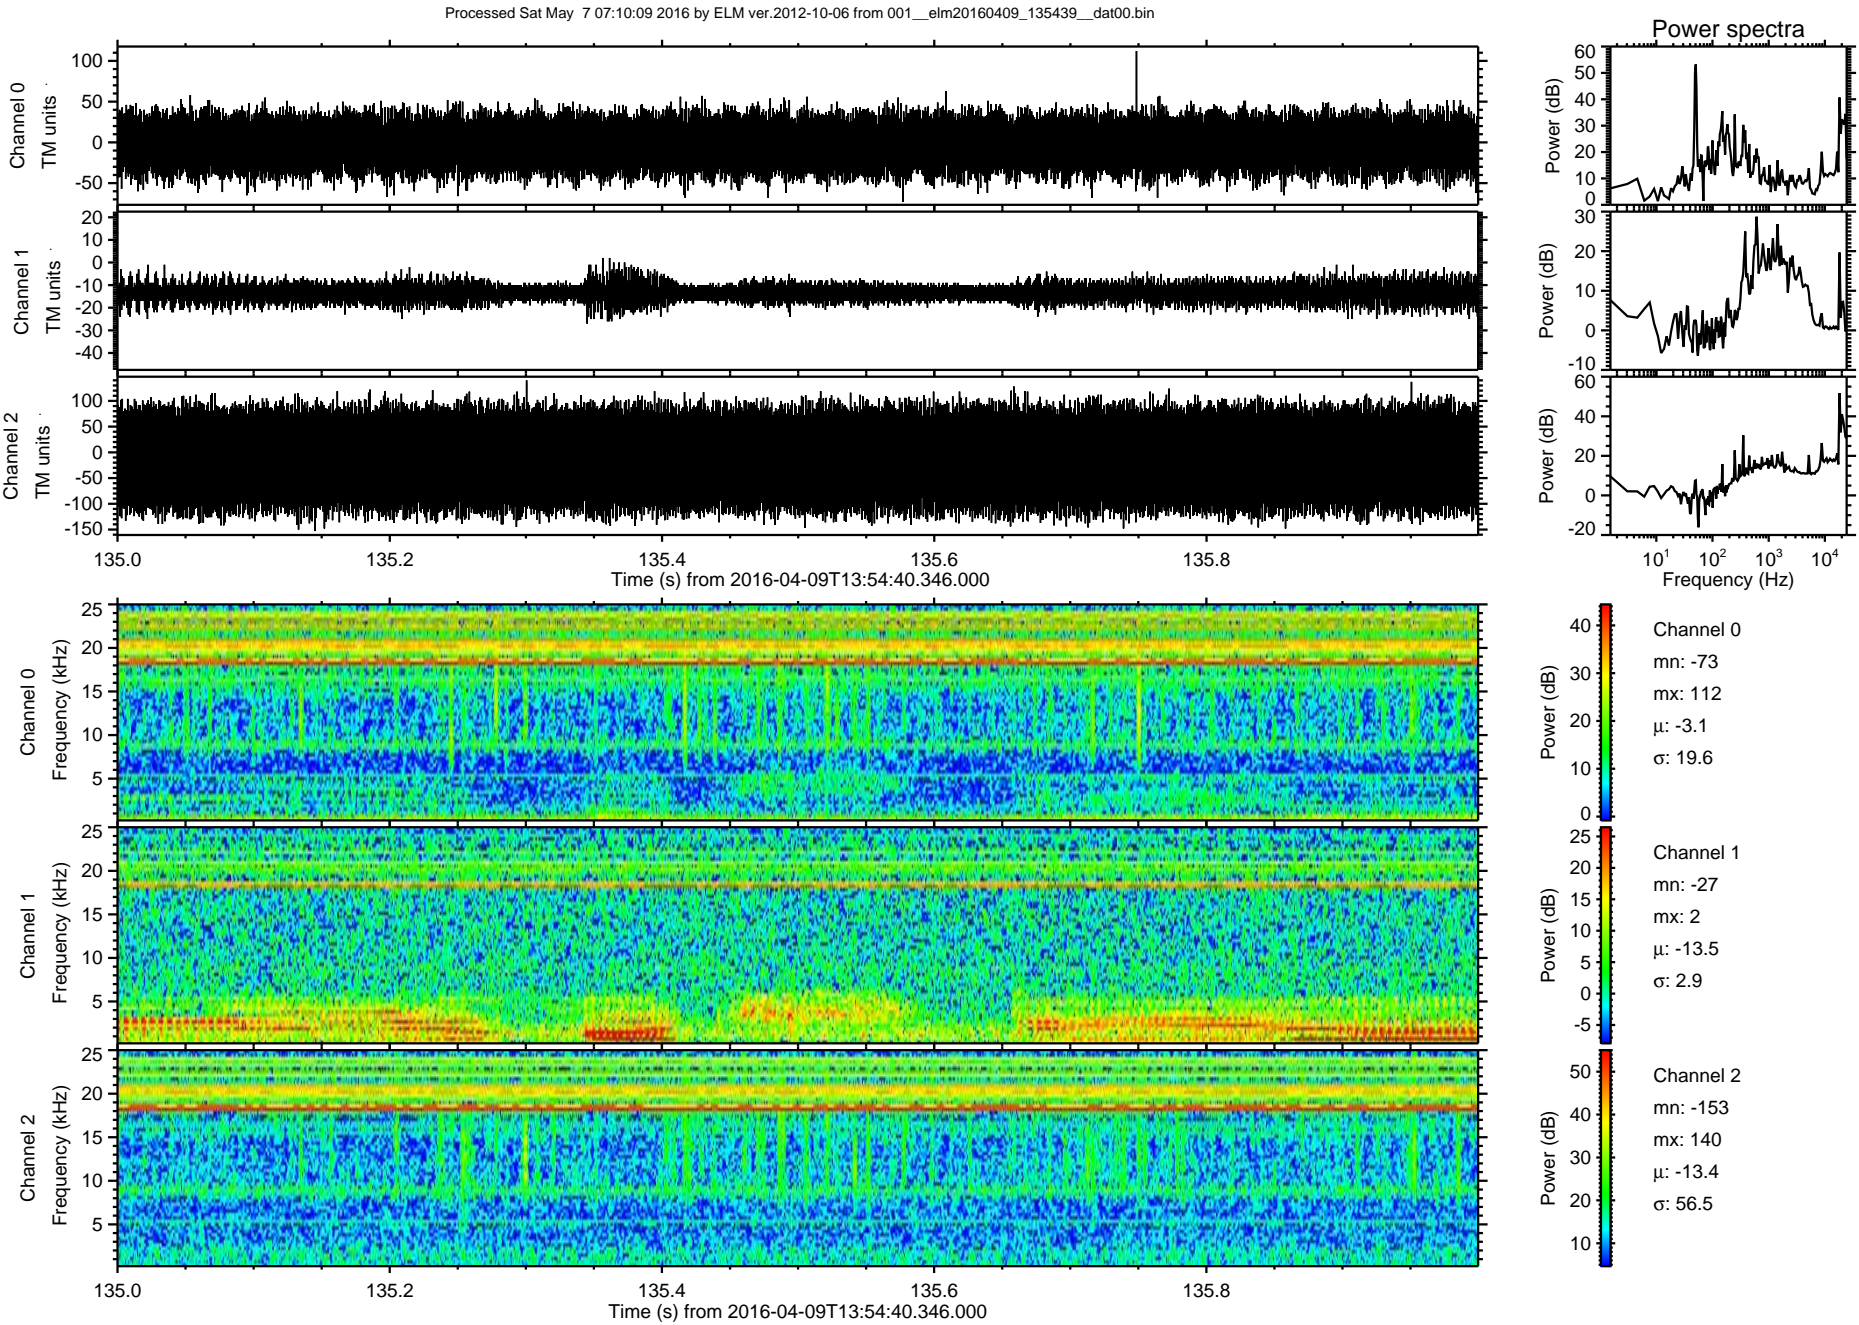 Processed Sat May  7 07:10:09 2016 by ELM ver.2012-10-06 from 001__elm20160409_135439__dat00.bin
Power spectra
Channel 0
TM units
100
50
0
-50
Power (dB)
60
50
40
30
20
10
0
Channel 1
TM units
20
10
0
-10
-20
-30
-40
Power (dB)
30
20
10
0
-10
Channel 2
TM units
100
50
0
-50
-100
-150
Power (dB)
60
40
20
0
-20
135.0 135.2 135.4 135.6 135.8
Time (s) from 2016-04-09T13:54:40.346.000
10^1 10^2 10^3 10^4
Frequency (Hz)
Channel 0
Frequency (kHz)
25
20
15
10
5
Power (dB)
40
30
20
10
0
Channel 0
mn: -73
mx: 112
μ: -3.1
σ: 19.6
Channel 1
Frequency (kHz)
25
20
15
10
5
Power (dB)
25
20
15
10
5
0
-5
Channel 1
mn: -27
mx: 2
μ: -13.5
σ: 2.9
Channel 2
Frequency (kHz)
25
20
15
10
5
Power (dB)
50
40
30
20
10
Channel 2
mn: -153
mx: 140
μ: -13.4
σ: 56.5
135.0 135.2 135.4 135.6 135.8
Time (s) from 2016-04-09T13:54:40.346.000